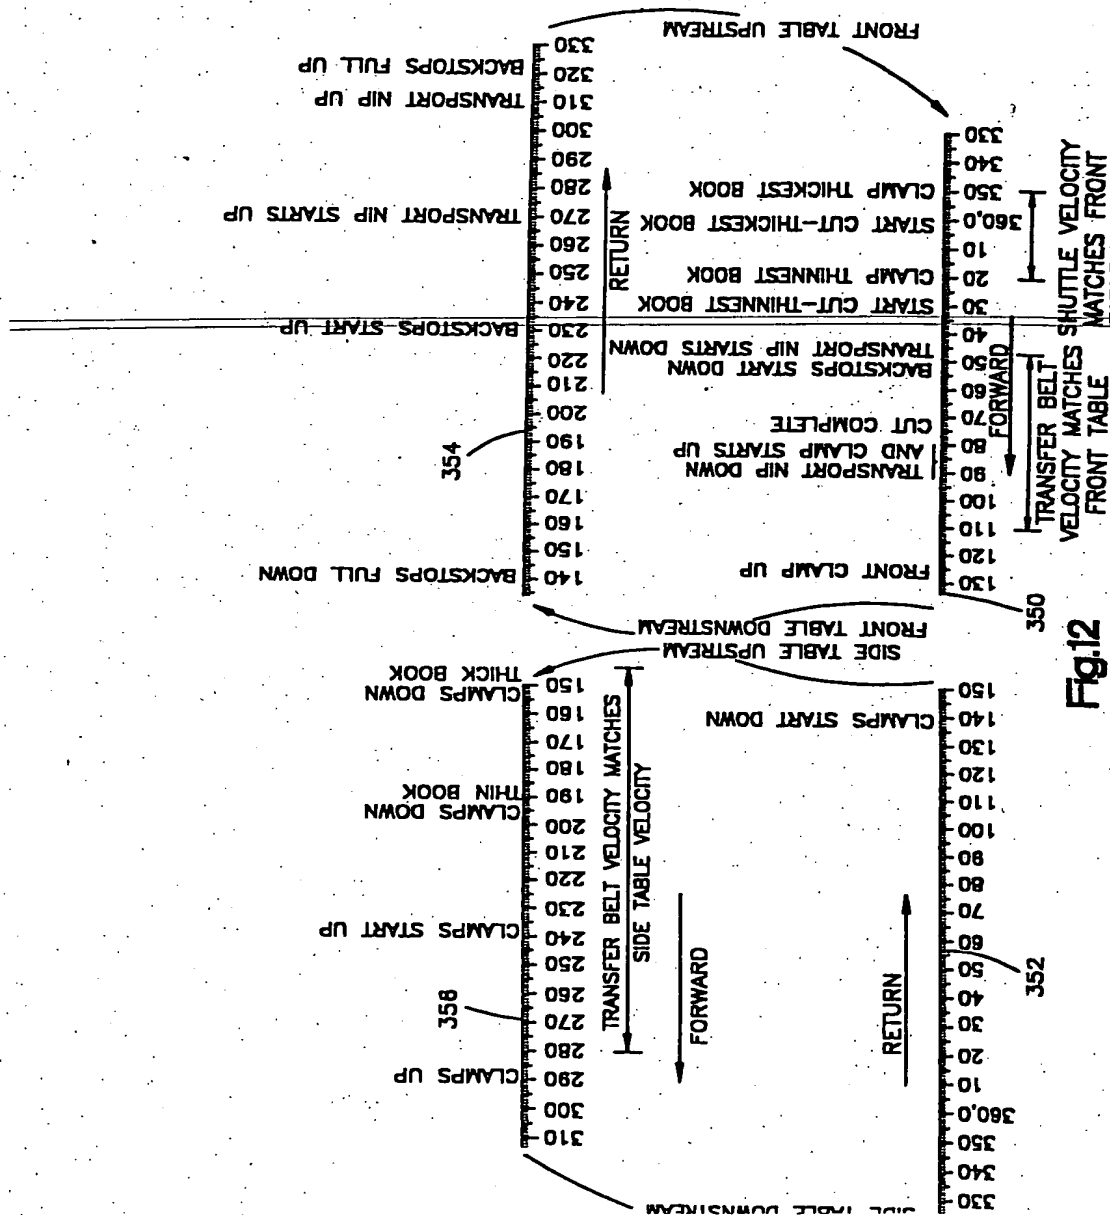 FRONT TABLE UPSTREAM
330
BACKSTOPS FULL UP
320
TRANSPORT NIP UP
310
300
290
280
TRANSPORT NIP STARTS UP
270
260
250
240
BACKSTOPS START UP
230
220
210
200
190
180
170
160
150
BACKSTOPS FULL DOWN
140
354
RETURN
330
340
CLAMP THICKEST BOOK
350
START CUT-THICKEST BOOK
360,0
10
CLAMP THINNEST BOOK
20
START CUT-THINNEST BOOK
30
40
TRANSPORT NIP STARTS DOWN
BACKSTOPS START DOWN
50
60
CUT COMPLETE
70
80
TRANSPORT NIP DOWN
AND CLAMP STARTS UP
90
100
110
120
FRONT CLAMP UP
130
350
FORWARD
SHUTTLE VELOCITY
MATCHES FRONT
TRANSFER BELT
VELOCITY MATCHES
FRONT TABLE
FRONT TABLE DOWNSTREAM
SIDE TABLE UPSTREAM
CLAMPS DOWN
THICK BOOK
150
160
170
180
CLAMPS DOWN
THIN BOOK
190
200
210
220
230
CLAMPS START UP
240
250
260
270
280
CLAMPS UP
290
300
310
358
TRANSFER BELT VELOCITY MATCHES
SIDE TABLE VELOCITY
FORWARD
150
CLAMPS START DOWN
140
130
120
110
100
90
80
70
60
50
40
30
20
10
360,0
350
340
330
352
RETURN
SIDE TABLE DOWNSTREAM
Fig.12